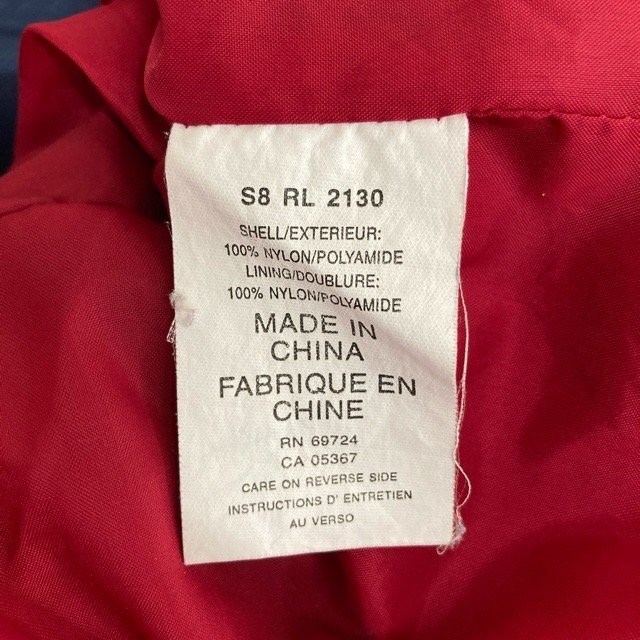 S8 RL 2130
SHELL/EXTERIEUR:
100% NYLON/POLYAMIDE
LINING/DOUBLURE:
100% NYLON/POLYAMIDE
MADE IN
CHINA
FABRIQUE EN
CHINE
RN 69724
CA 05367
CARE ON REVERSE SIDE
INSTRUCTIONS D' ENTRETIEN
AU VERSO